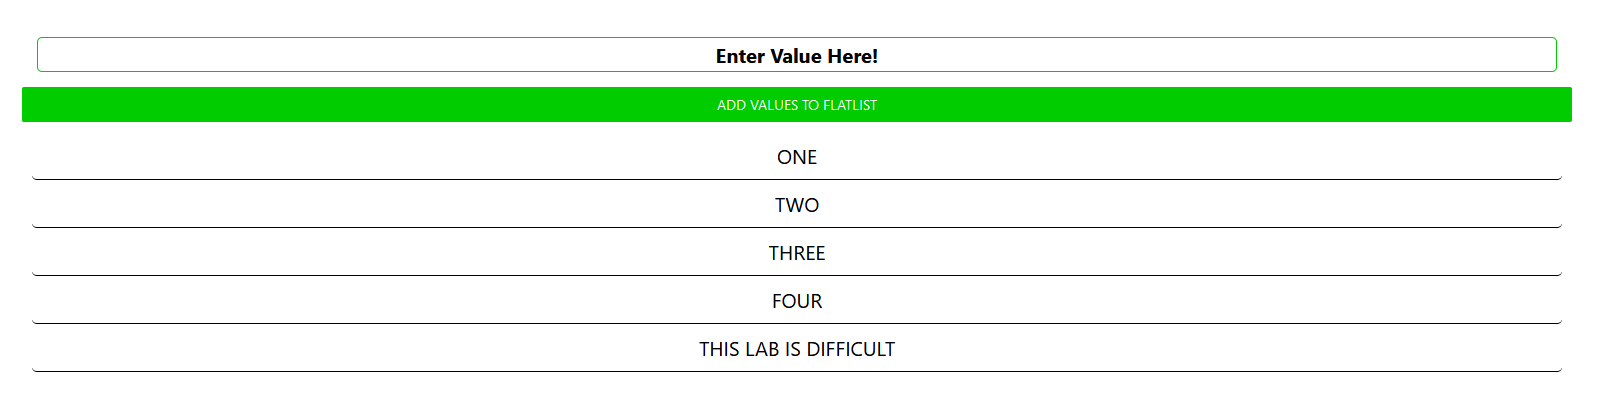 Enter Value Here!
ADD VALUES TO FLATLIST
ONE
TWO
THREE
FOUR
THIS LAB IS DIFFICULT